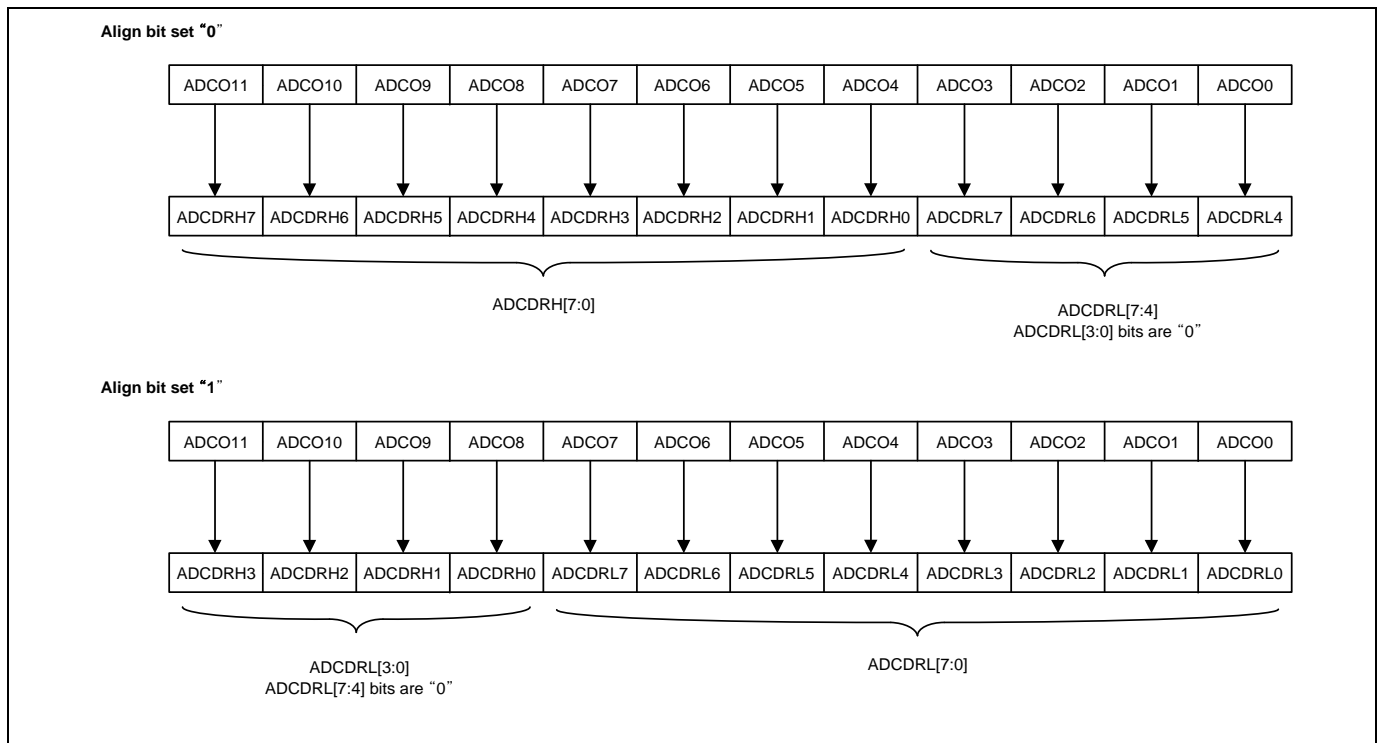 Align bit set “0”
ADCO11 ADCO10 ADCO9 ADCO8 ADCO7 ADCO6 ADCO5 ADCO4 ADCO3 ADCO2 ADCO1 ADCO0
ADCDRH7 ADCDRH6 ADCDRH5 ADCDRH4 ADCDRH3 ADCDRH2 ADCDRH1 ADCDRH0 ADCDRL7 ADCDRL6 ADCDRL5 ADCDRL4
ADCDRH[7:0]
ADCDRL[7:4]
ADCDRL[3:0] bits are “0”
Align bit set “1”
ADCO11 ADCO10 ADCO9 ADCO8 ADCO7 ADCO6 ADCO5 ADCO4 ADCO3 ADCO2 ADCO1 ADCO0
ADCDRH3 ADCDRH2 ADCDRH1 ADCDRH0 ADCDRL7 ADCDRL6 ADCDRL5 ADCDRL4 ADCDRL3 ADCDRL2 ADCDRL1 ADCDRL0
ADCDRL[3:0]
ADCDRL[7:4] bits are “0”
ADCDRL[7:0]